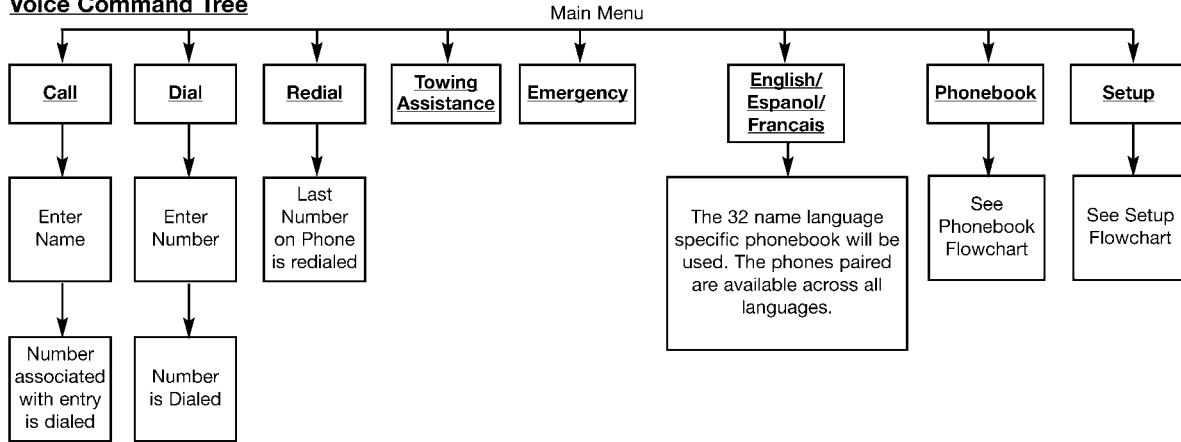 Voice Command Tree
Main Menu
Call
Dial
Redial
Towing
Assistance
Emergency
English/
Espanol/
Francais
Phonebook
Setup
Enter
Name
Enter
Number
Last
Number
on Phone
is redialed
The 32 name language
specific phonebook will be
used. The phones paired
are available across all
languages.
See
Phonebook
Flowchart
See Setup
Flowchart
Number
associated
with entry
is dialed
Number
is Dialed